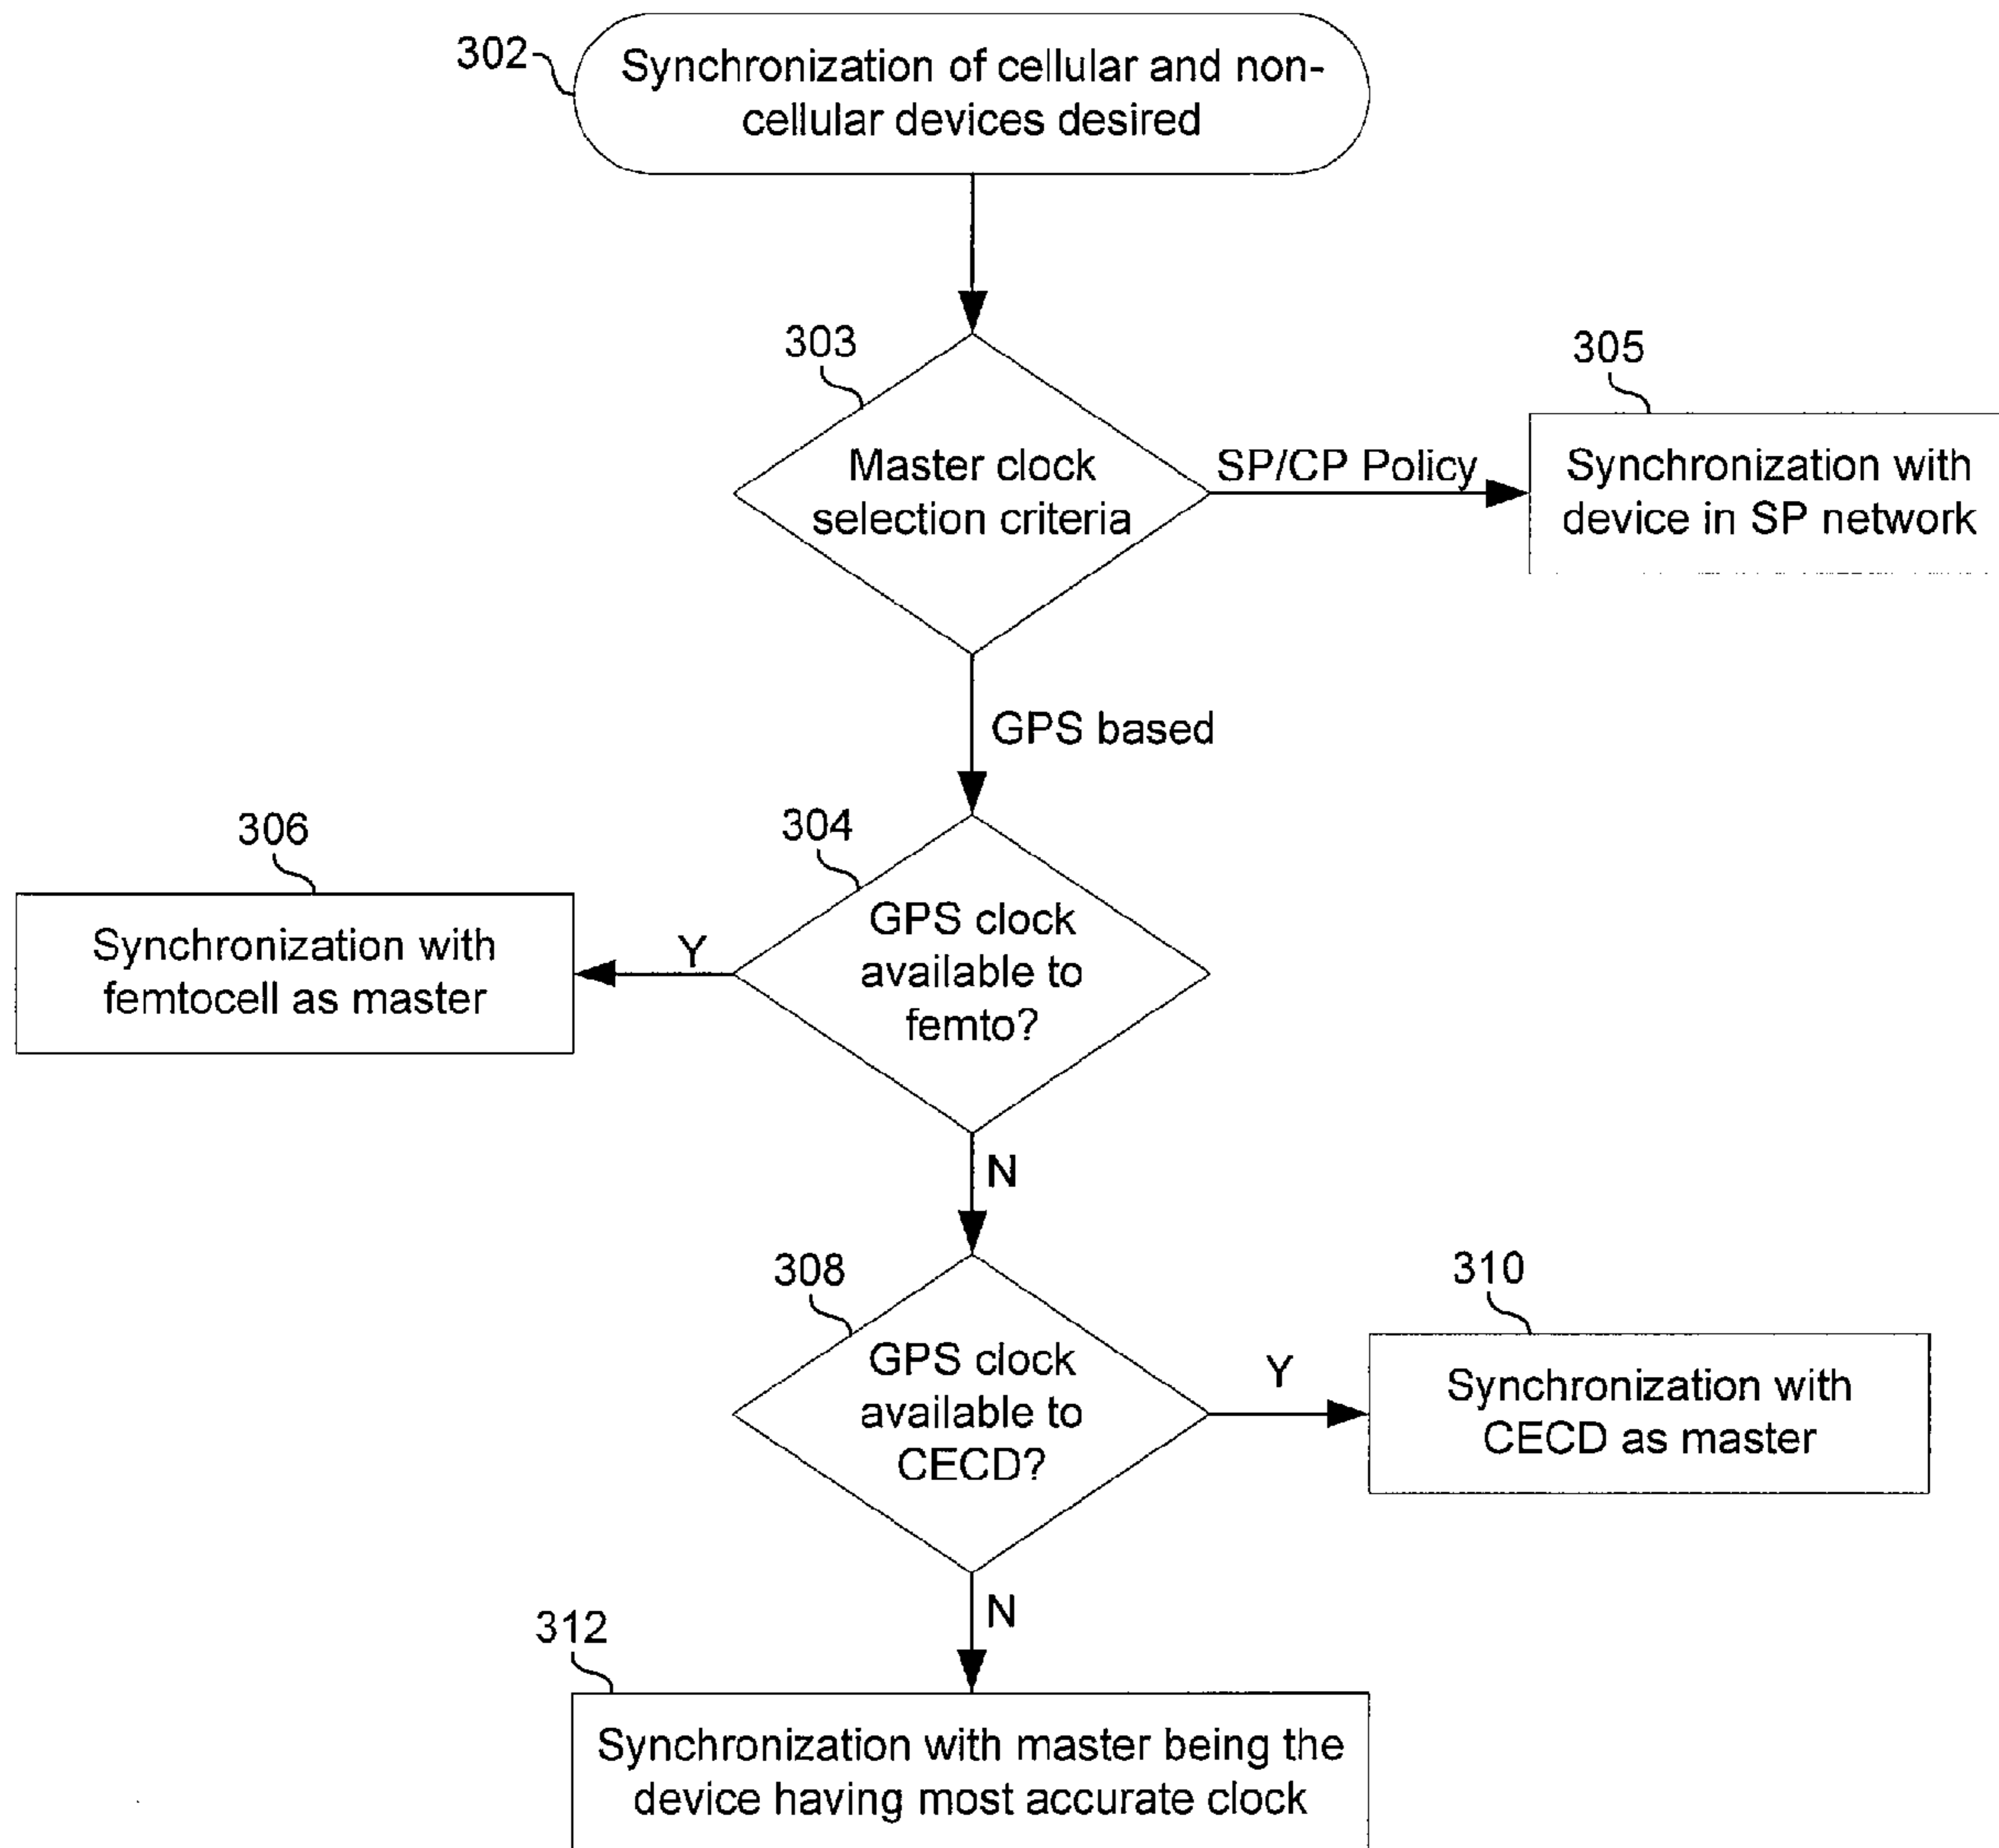 302
Synchronization of cellular and non-
cellular devices desired
303
Master clock
selection criteria
SP/CP Policy
305
Synchronization with
device in SP network
GPS based
304
GPS clock
available to
femto?
Y
306
Synchronization with
femtocell as master
N
308
GPS clock
available to
CECD?
Y
310
Synchronization with
CECD as master
N
312
Synchronization with master being the
device having most accurate clock